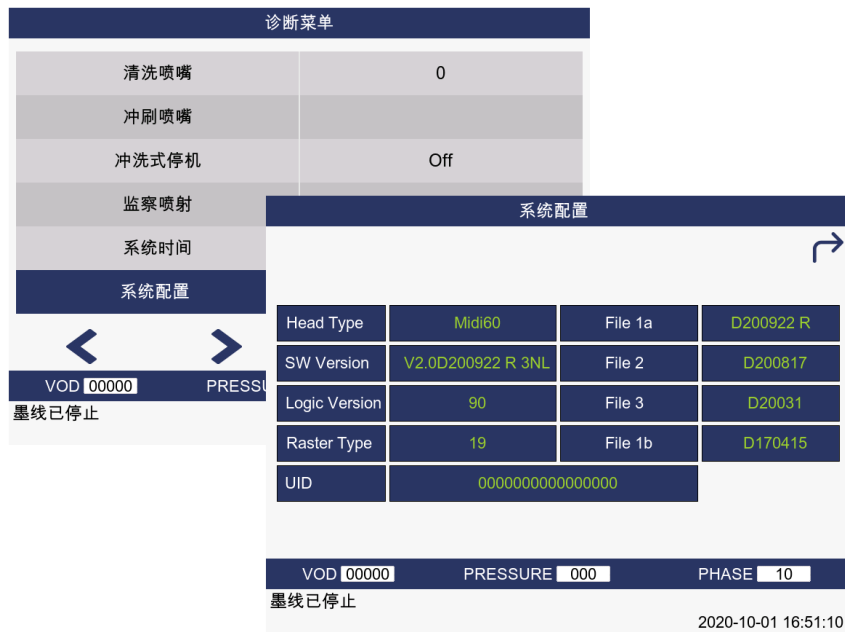 诊断菜单
清洗喷嘴 0
冲刷喷嘴
冲洗式停机 Off
监察喷射
系统时间
系统配置
VOD 00000 PRESSU
墨线已停止
系统配置
Head Type Midi60 File 1a D200922 R
SW Version V2.0D200922 R 3NL File 2 D200817
Logic Version 90 File 3 D20031
Raster Type 19 File 1b D170415
UID 0000000000000000
VOD 00000 PRESSURE 000 PHASE 10
墨线已停止
2020-10-01 16:51:10